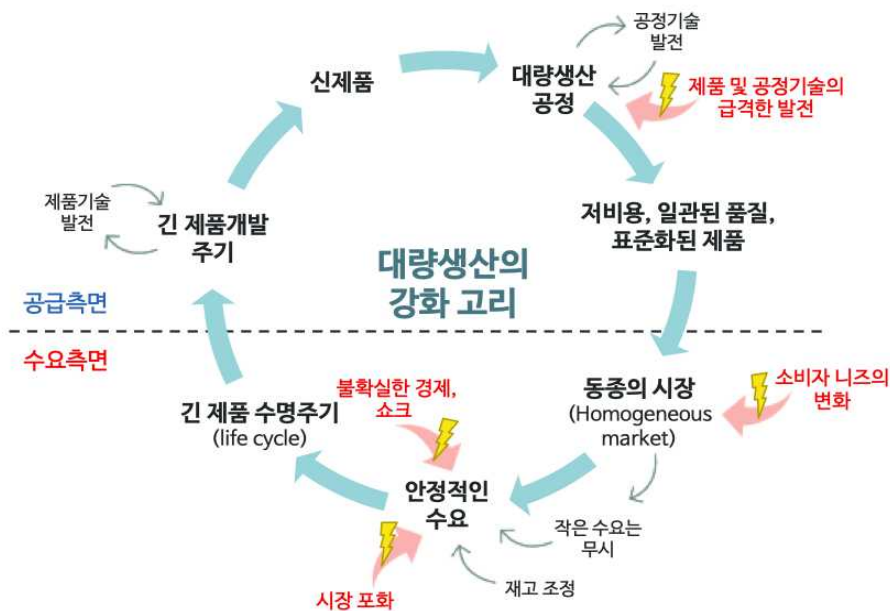 공정기술
발전
신제품
대량생산
공정
제품 및 공정기술의
급격한 발전
제품기술
발전
긴 제품개발
주기
저비용, 일관된 품질,
표준화된 제품
대량생산의
강화 고리
공급측면
수요측면
불확실한 경제,
쇼크
긴 제품 수명주기
(life cycle)
동종의 시장
(Homogeneous
market)
소비자 니즈의
변화
안정적인
수요
작은 수요는
무시
재고 조정
시장 포화